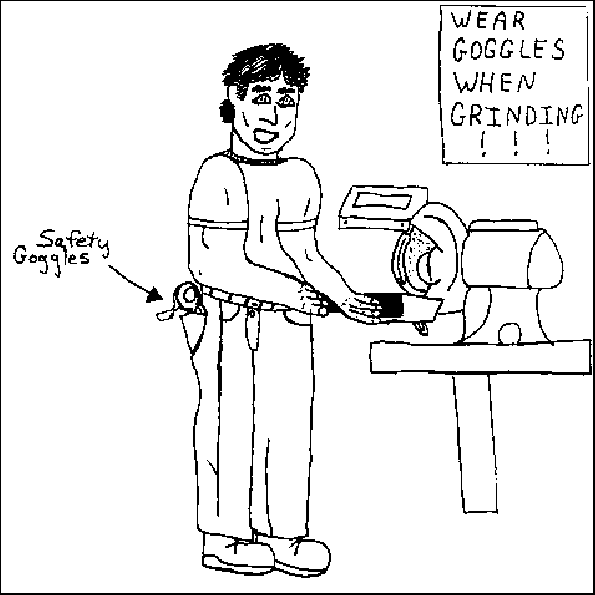 WEAR
GOGGLES
WHEN
GRINDING
! ! !
Safety
Goggles